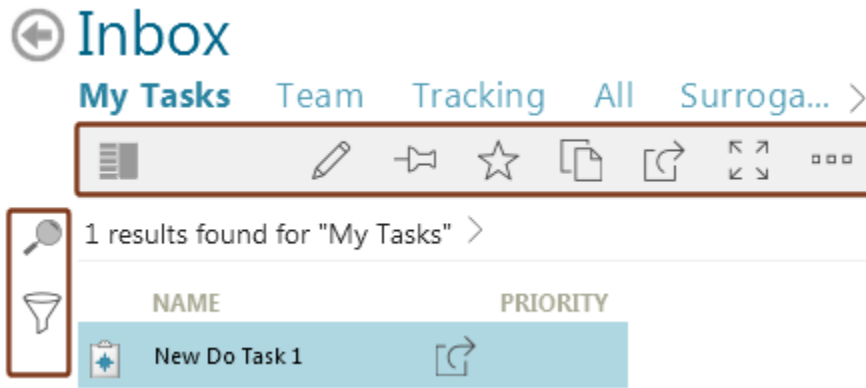 Inbox
My Tasks Team Tracking All Surroga...
1 results found for "My Tasks"
NAME PRIORITY
New Do Task 1